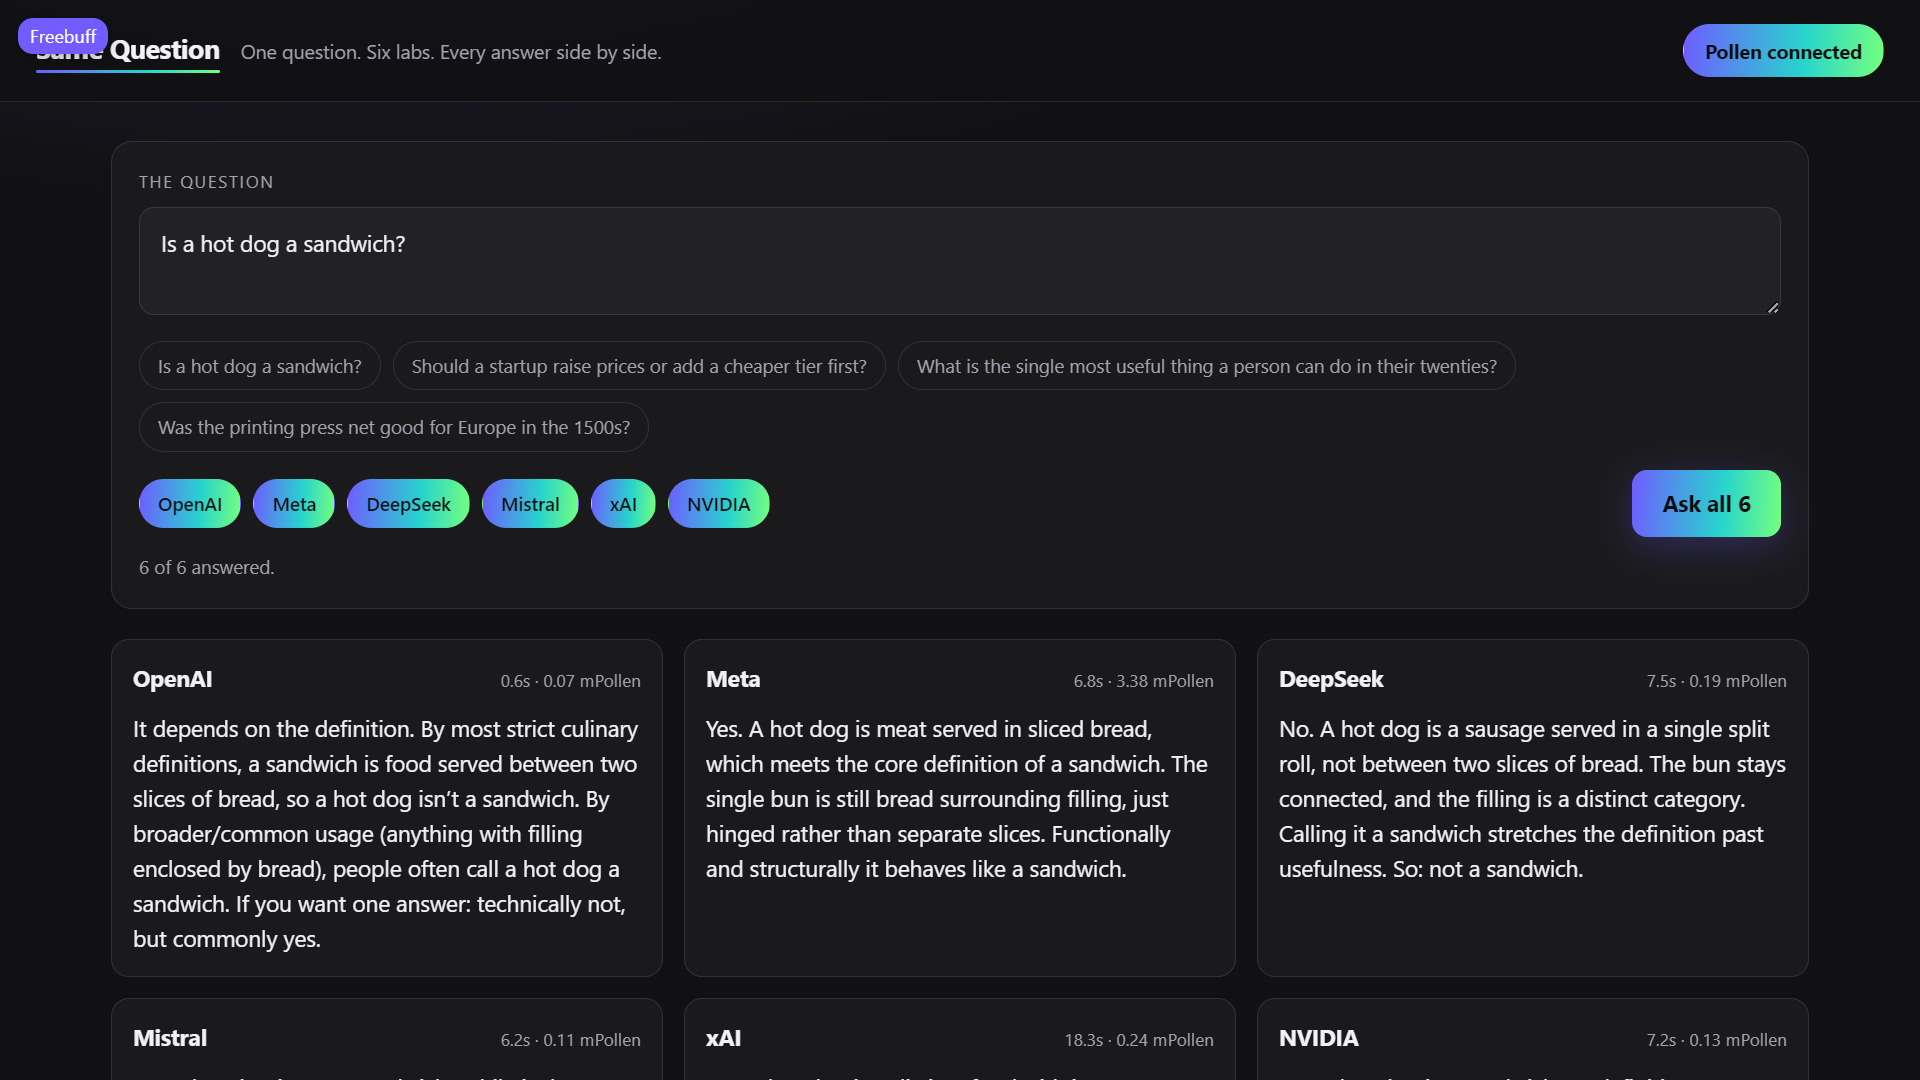 Freebuff
Question
One question. Six labs. Every answer side by side.
Pollen connected
THE QUESTION
Is a hot dog a sandwich?
Is a hot dog a sandwich?
Should a startup raise prices or add a cheaper tier first?
What is the single most useful thing a person can do in their twenties?
Was the printing press net good for Europe in the 1500s?
OpenAI
Meta
DeepSeek
Mistral
xAI
NVIDIA
Ask all 6
6 of 6 answered.
OpenAI
0.6s · 0.07 mPollen
It depends on the definition. By most strict culinary
definitions, a sandwich is food served between two
slices of bread, so a hot dog isn’t a sandwich. By
broader/common usage (anything with filling
enclosed by bread), people often call a hot dog a
sandwich. If you want one answer: technically not,
but commonly yes.
Meta
6.8s · 3.38 mPollen
Yes. A hot dog is meat served in sliced bread,
which meets the core definition of a sandwich. The
single bun is still bread surrounding filling, just
hinged rather than separate slices. Functionally
and structurally it behaves like a sandwich.
DeepSeek
7.5s · 0.19 mPollen
No. A hot dog is a sausage served in a single split
roll, not between two slices of bread. The bun stays
connected, and the filling is a distinct category.
Calling it a sandwich stretches the definition past
usefulness. So: not a sandwich.
Mistral
6.2s · 0.11 mPollen
xAI
18.3s · 0.24 mPollen
NVIDIA
7.2s · 0.13 mPollen